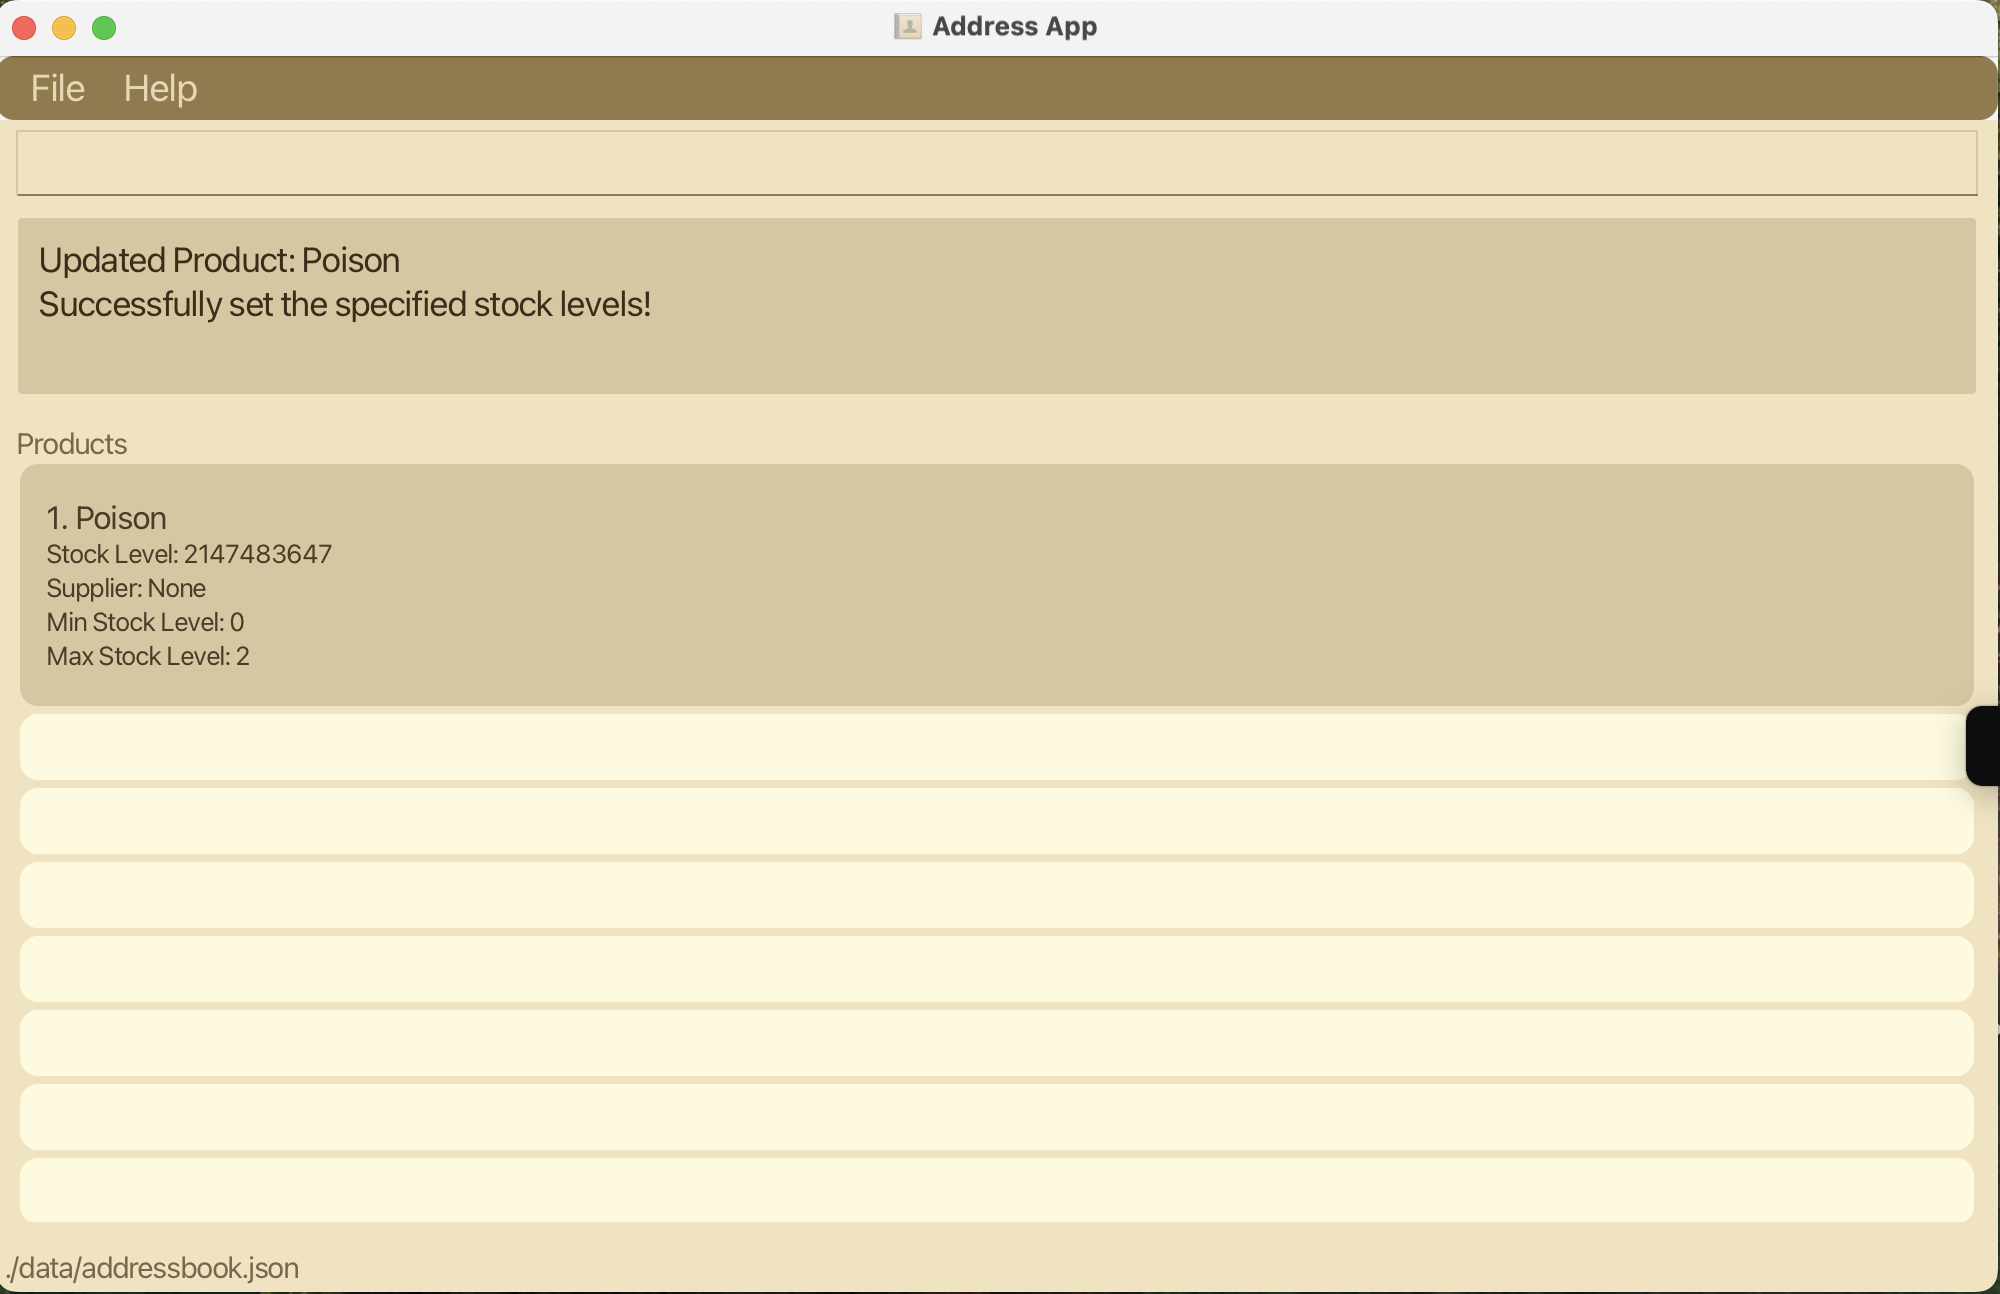 Address App
File Help
Updated Product: Poison
Successfully set the specified stock levels!
Products
1. Poison
Stock Level: 2147483647
Supplier: None
Min Stock Level: 0
Max Stock Level: 2
./data/addressbook.json